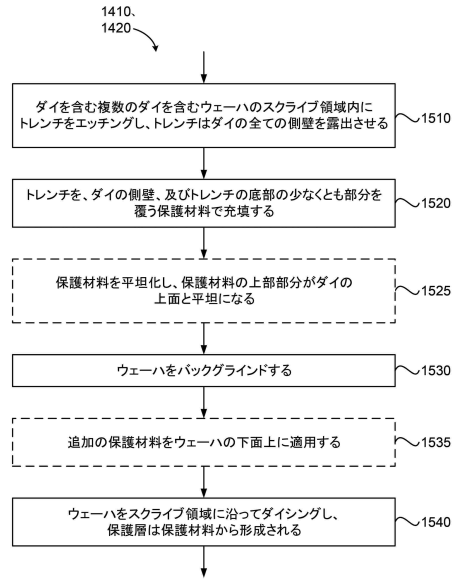 1410、
1420
ダイを含む複数のダイを含むウェーハのスクライブ領域内に
トレンチをエッチングし、トレンチはダイの全ての側壁を露出させる
1510
トレンチを、ダイの側壁、及びトレンチの底部の少なくとも部分を
覆う保護材料で充填する
1520
保護材料を平坦化し、保護材料の上部部分がダイの
上面と平坦になる
1525
ウェーハをバックグラインドする
1530
追加の保護材料をウェーハの下面上に適用する
1535
ウェーハをスクライブ領域に沿ってダイシングし、
保護層は保護材料から形成される
1540